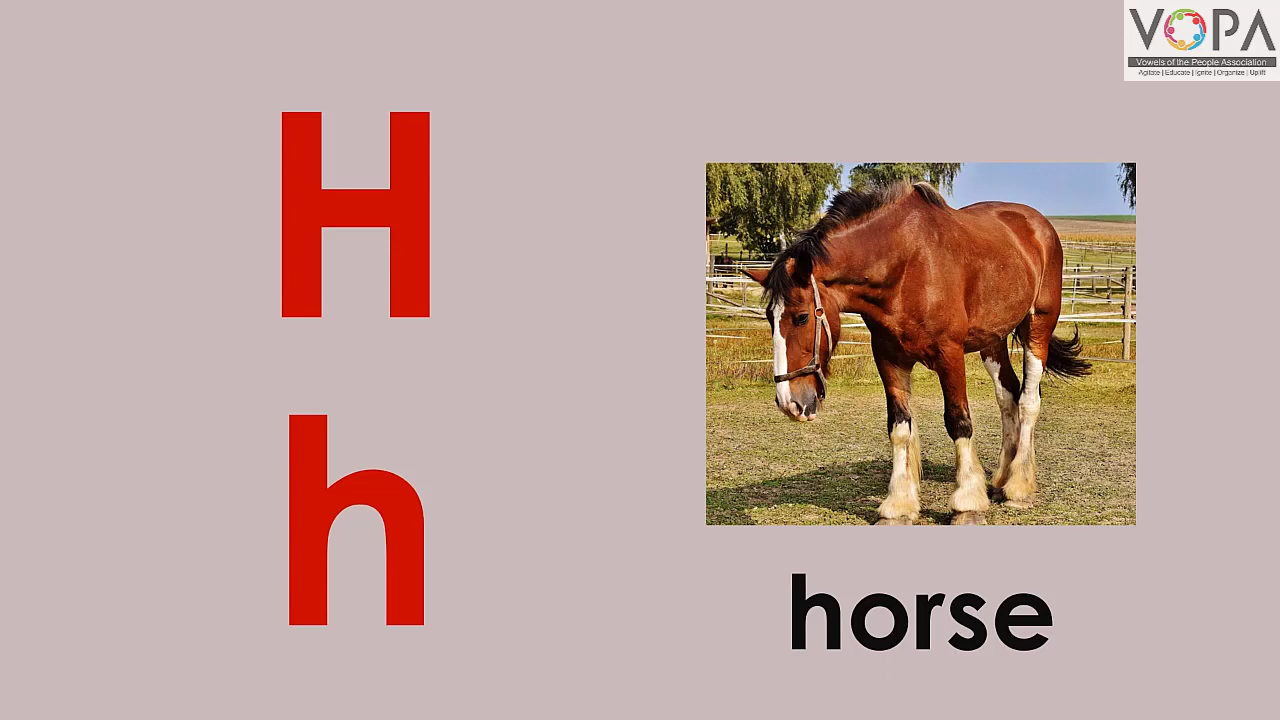 VOPA
Vowels of the People Association
Agitate | Educate | Ignite | Organize | Uplift
H
h
horse